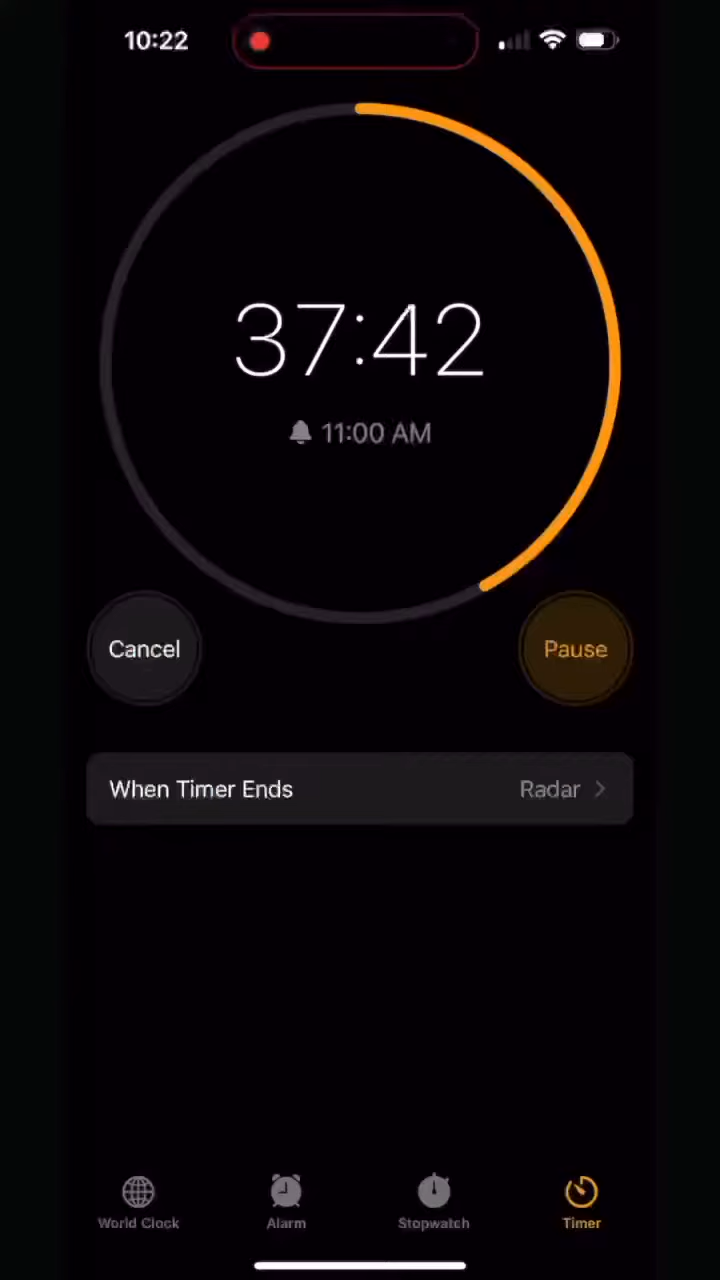 10:22
37:42
11:00 AM
Cancel
Pause
When Timer Ends Radar
World Clock Alarm Stopwatch Timer